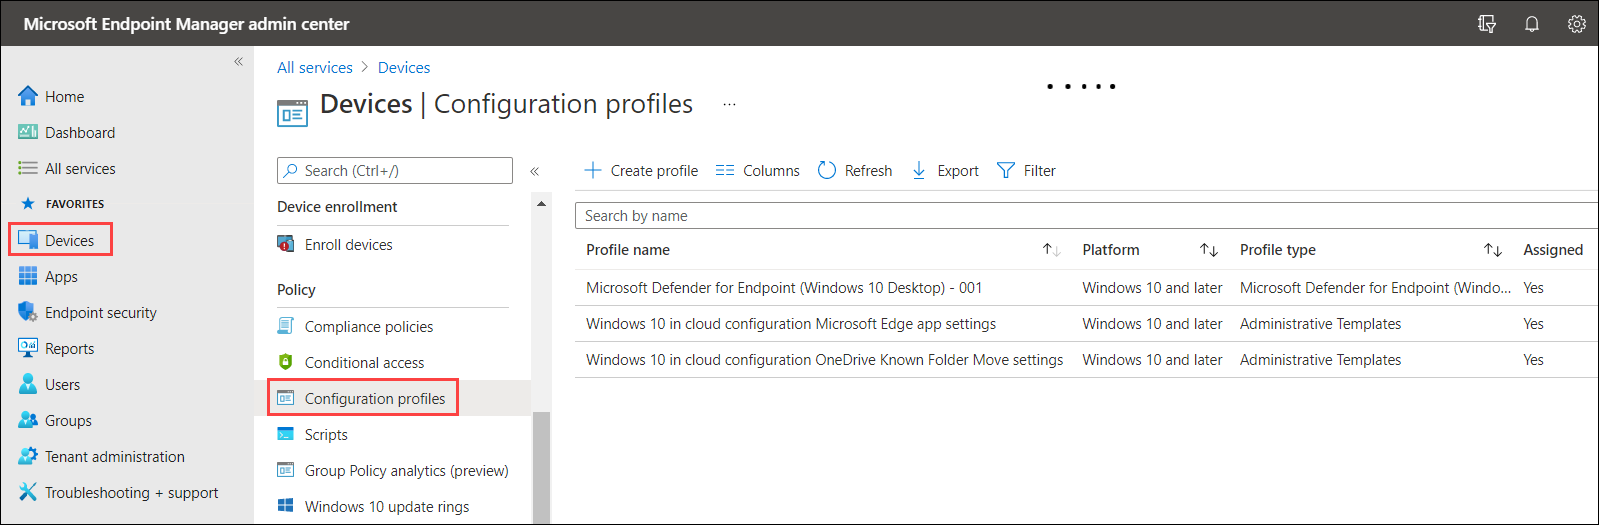 Microsoft Endpoint Manager admin center
«
Home
Dashboard
All services
FAVORITES
Devices
Apps
Endpoint security
Reports
Users
Groups
Tenant administration
Troubleshooting + support
All services > Devices
Devices | Configuration profiles ...
Search (Ctrl+/) «
Device enrollment
Enroll devices
Policy
Compliance policies
Conditional access
Configuration profiles
Scripts
Group Policy analytics (preview)
Windows 10 update rings
Create profile Columns Refresh Export Filter
Search by name
Profile name Platform Profile type Assigned
Microsoft Defender for Endpoint (Windows 10 Desktop) - 001 Windows 10 and later Microsoft Defender for Endpoint (Windo... Yes
Windows 10 in cloud configuration Microsoft Edge app settings Windows 10 and later Administrative Templates Yes
Windows 10 in cloud configuration OneDrive Known Folder Move settings Windows 10 and later Administrative Templates Yes